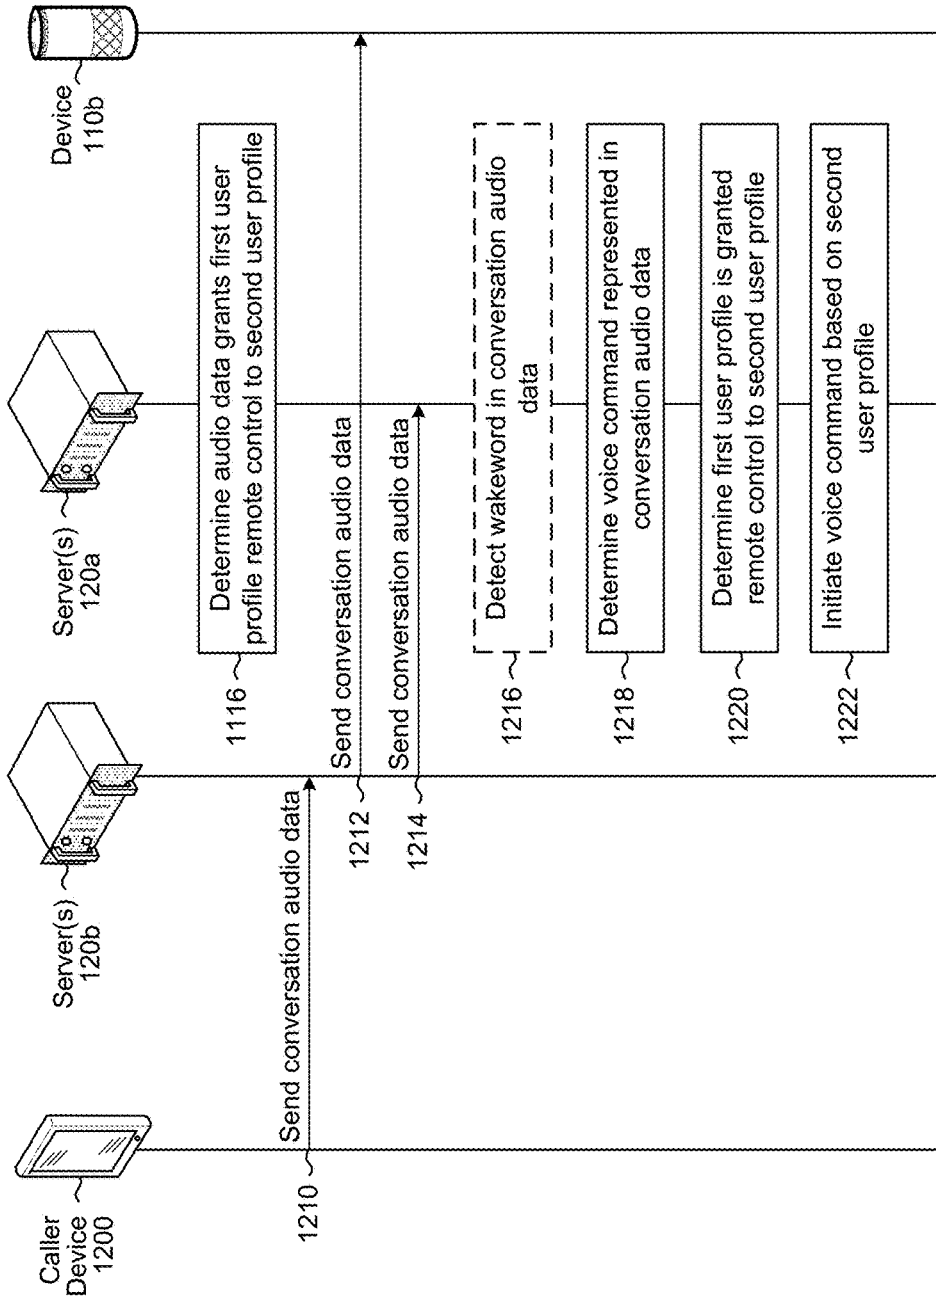 Caller
Device
1200
Server(s)
120b
Server(s)
120a
Device
110b
1116
Determine audio data grants first user
profile remote control to second user profile
1210
Send conversation audio data
1212
Send conversation audio data
1214
Send conversation audio data
1216
Detect wakeword in conversation audio
data
1218
Determine voice command represented in
conversation audio data
1220
Determine first user profile is granted
remote control to second user profile
1222
Initiate voice command based on second
user profile